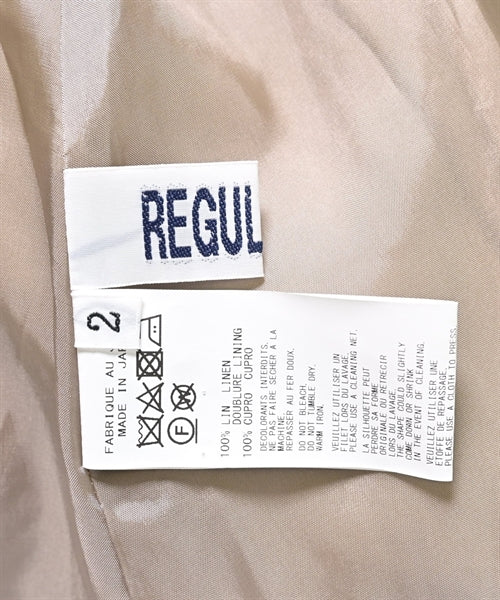 REGUL
2
FABRIQUE AU
MADE IN JAP
100% LIN LINEN
DOUBLURE LINING
100% CUPRO CUPRO
DECOLORANTS INTERDITS.
NE PAS FAIRE SECHER A LA
MACHINE.
REPASSER AU FER DOUX.
DO NOT BLEACH.
DO NOT TUMBLE DRY.
WARM IRON.
VEUILLEZ UTILISER UN
FILET LORS DU LAVAGE.
PLEASE USE A CLEANING NET.
LA SILHOUETTE PEUT
PERDRE SA FORME
ORIGINALE OU RETRECIR
LORS DU LAVAGE.
THE SHAPE COULD SLIGHTLY
COME DOWN OR SHRINK
IN THE EVENT OF CLEANING.
VEUILLEZ UTILISER UN
ETOFFE DE REPASSAGE.
PLEASE USE A CLOTH TO PRESS